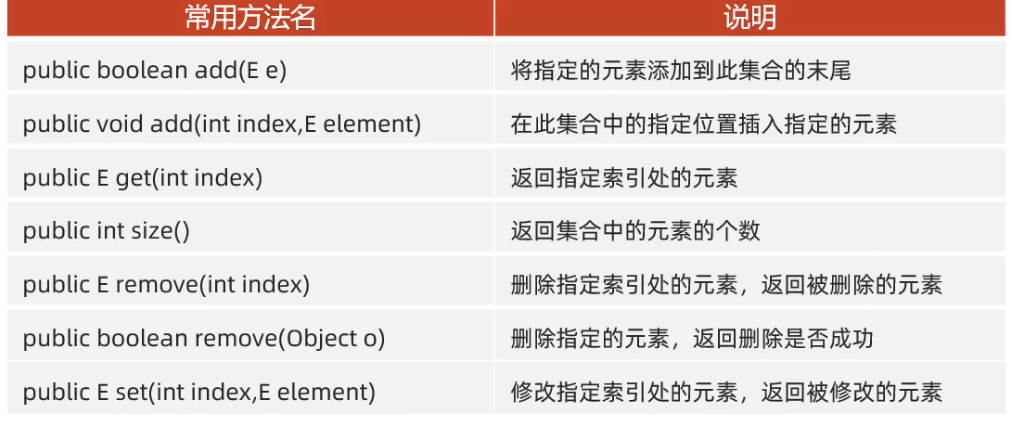 常用方法名 说明
public boolean add(E e) 将指定的元素添加到此集合的末尾
public void add(int index,E element) 在此集合中的指定位置插入指定的元素
public E get(int index) 返回指定索引处的元素
public int size() 返回集合中的元素的个数
public E remove(int index) 删除指定索引处的元素，返回被删除的元素
public boolean remove(Object o) 删除指定的元素，返回删除是否成功
public E set(int index,E element) 修改指定索引处的元素，返回被修改的元素